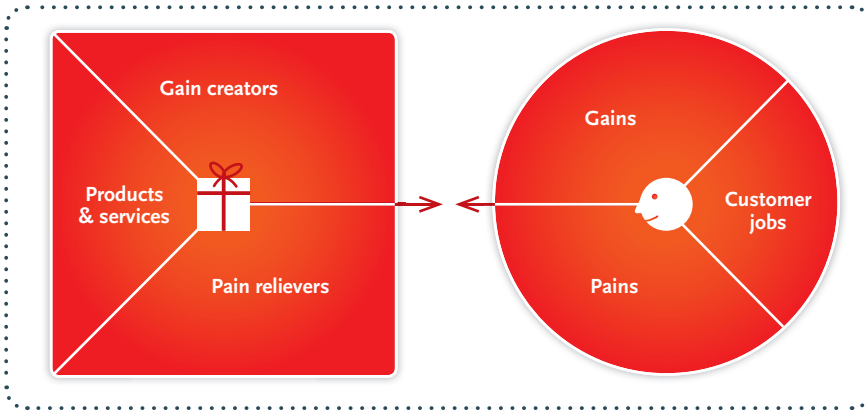 Gain creators
Products
& services
Pain relievers
Gains
Customer
jobs
Pains